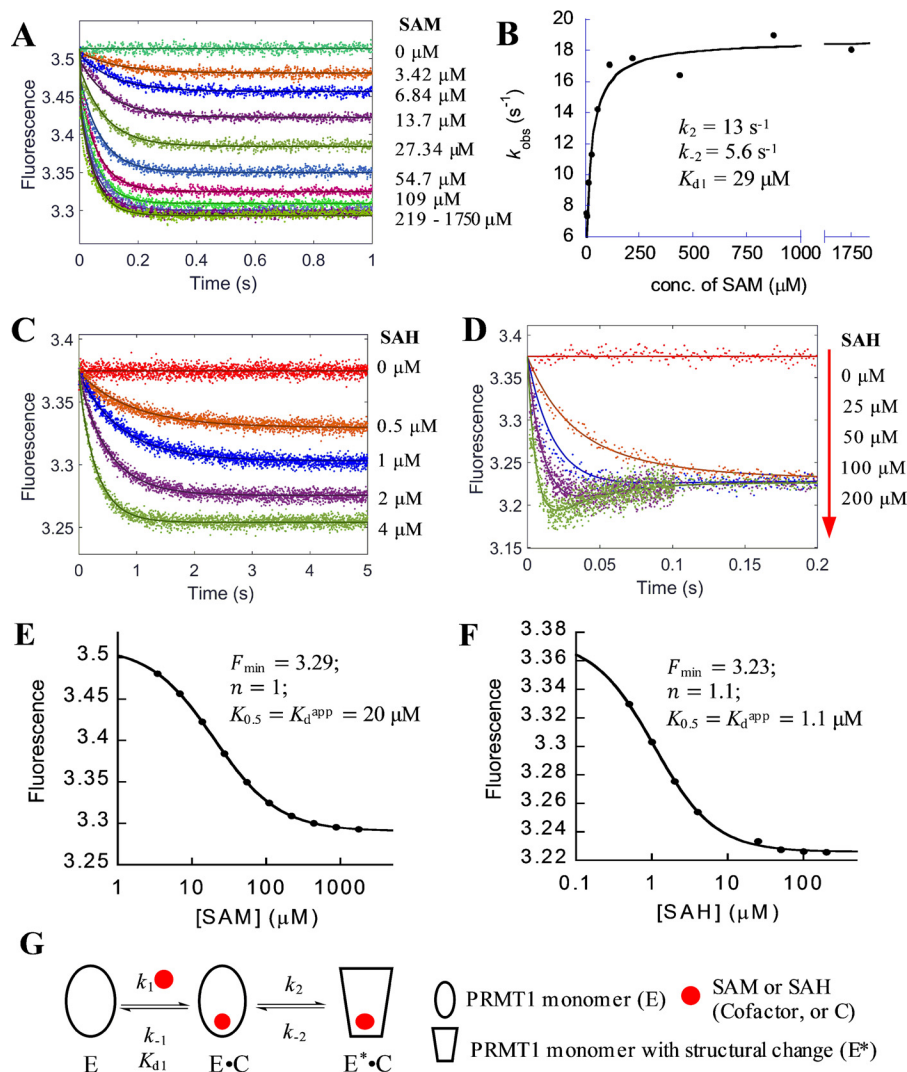 A
Fluorescence
3.5
3.45
3.4
3.35
3.3
0
0.2
0.4
0.6
0.8
1
Time (s)
SAM
0 µM
3.42 µM
6.84 µM
13.7 µM
27.34 µM
54.7 µM
109 µM
219 - 1750 µM
B
kobs (s-1)
20
18
16
14
12
10
8
6
k2 = 13 s-1
k-2 = 5.6 s-1
Kd1 = 29 µM
0
250
500
750
1000
1750
conc. of SAM (µM)
C
Fluorescence
3.4
3.35
3.3
3.25
0
1
2
3
4
5
Time (s)
SAH
0 µM
0.5 µM
1 µM
2 µM
4 µM
D
Fluorescence
3.4
3.35
3.3
3.25
3.2
3.15
0
0.05
0.1
0.15
0.2
Time (s)
SAH
0 µM
25 µM
50 µM
100 µM
200 µM
E
Fluorescence
3.5
3.45
3.4
3.35
3.3
3.25
Fmin = 3.29;
n = 1;
K0.5 = Kdapp = 20 µM
1
10
100
1000
[SAM] (µM)
F
Fluorescence
3.38
3.36
3.34
3.32
3.3
3.28
3.26
3.24
3.22
Fmin = 3.23;
n = 1.1;
K0.5 = Kdapp = 1.1 µM
0.1
1
10
100
[SAH] (µM)
G
k1
k-1
Kd1
k2
k-2
E
E•C
E*•C
PRMT1 monomer (E)
PRMT1 monomer with structural change (E*)
SAM or SAH
(Cofactor, or C)